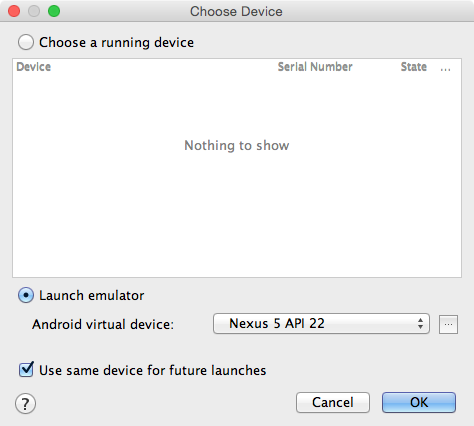 Choose Device
Choose a running device
Device Serial Number State ...
Nothing to show
Launch emulator
Android virtual device: Nexus 5 API 22 ...
Use same device for future launches
? Cancel OK